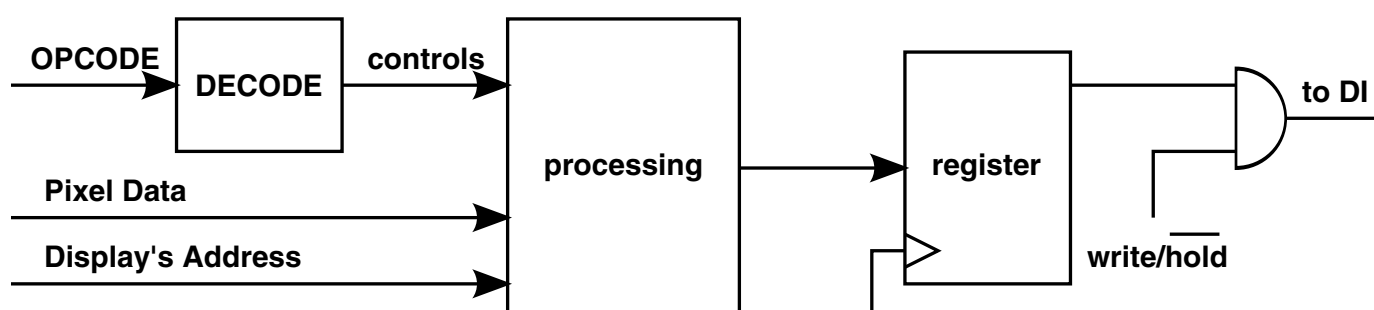 OPCODE
DECODE
controls
processing
register
to DI
Pixel Data
Display's Address
write/hold